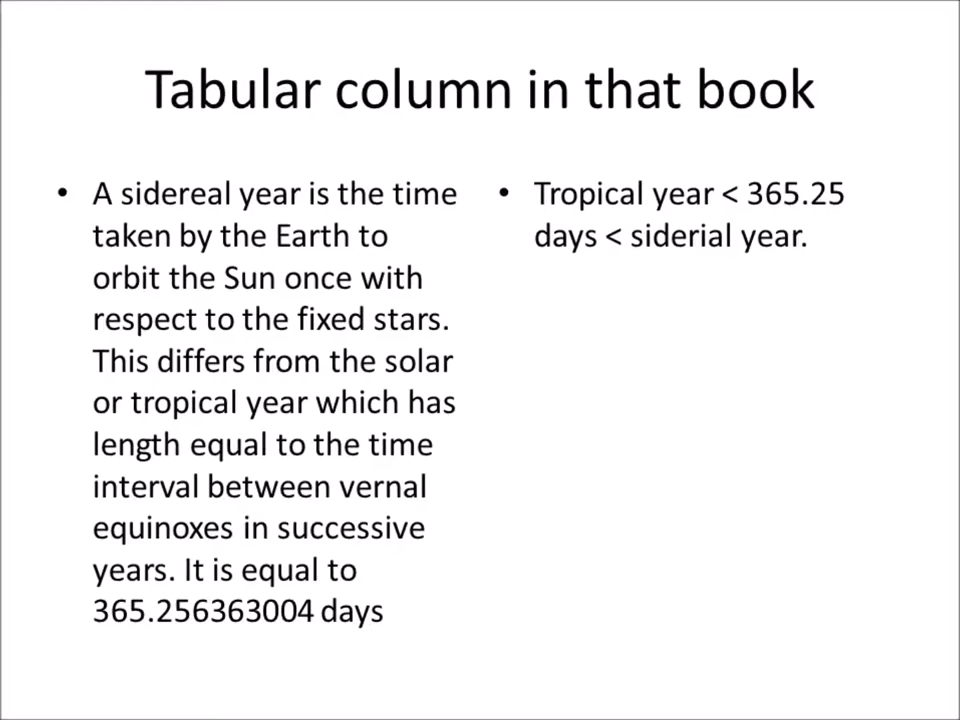 Tabular column in that book
• A sidereal year is the time
taken by the Earth to
orbit the Sun once with
respect to the fixed stars.
This differs from the solar
or tropical year which has
length equal to the time
interval between vernal
equinoxes in successive
years. It is equal to
365.256363004 days
• Tropical year < 365.25
days < siderial year.